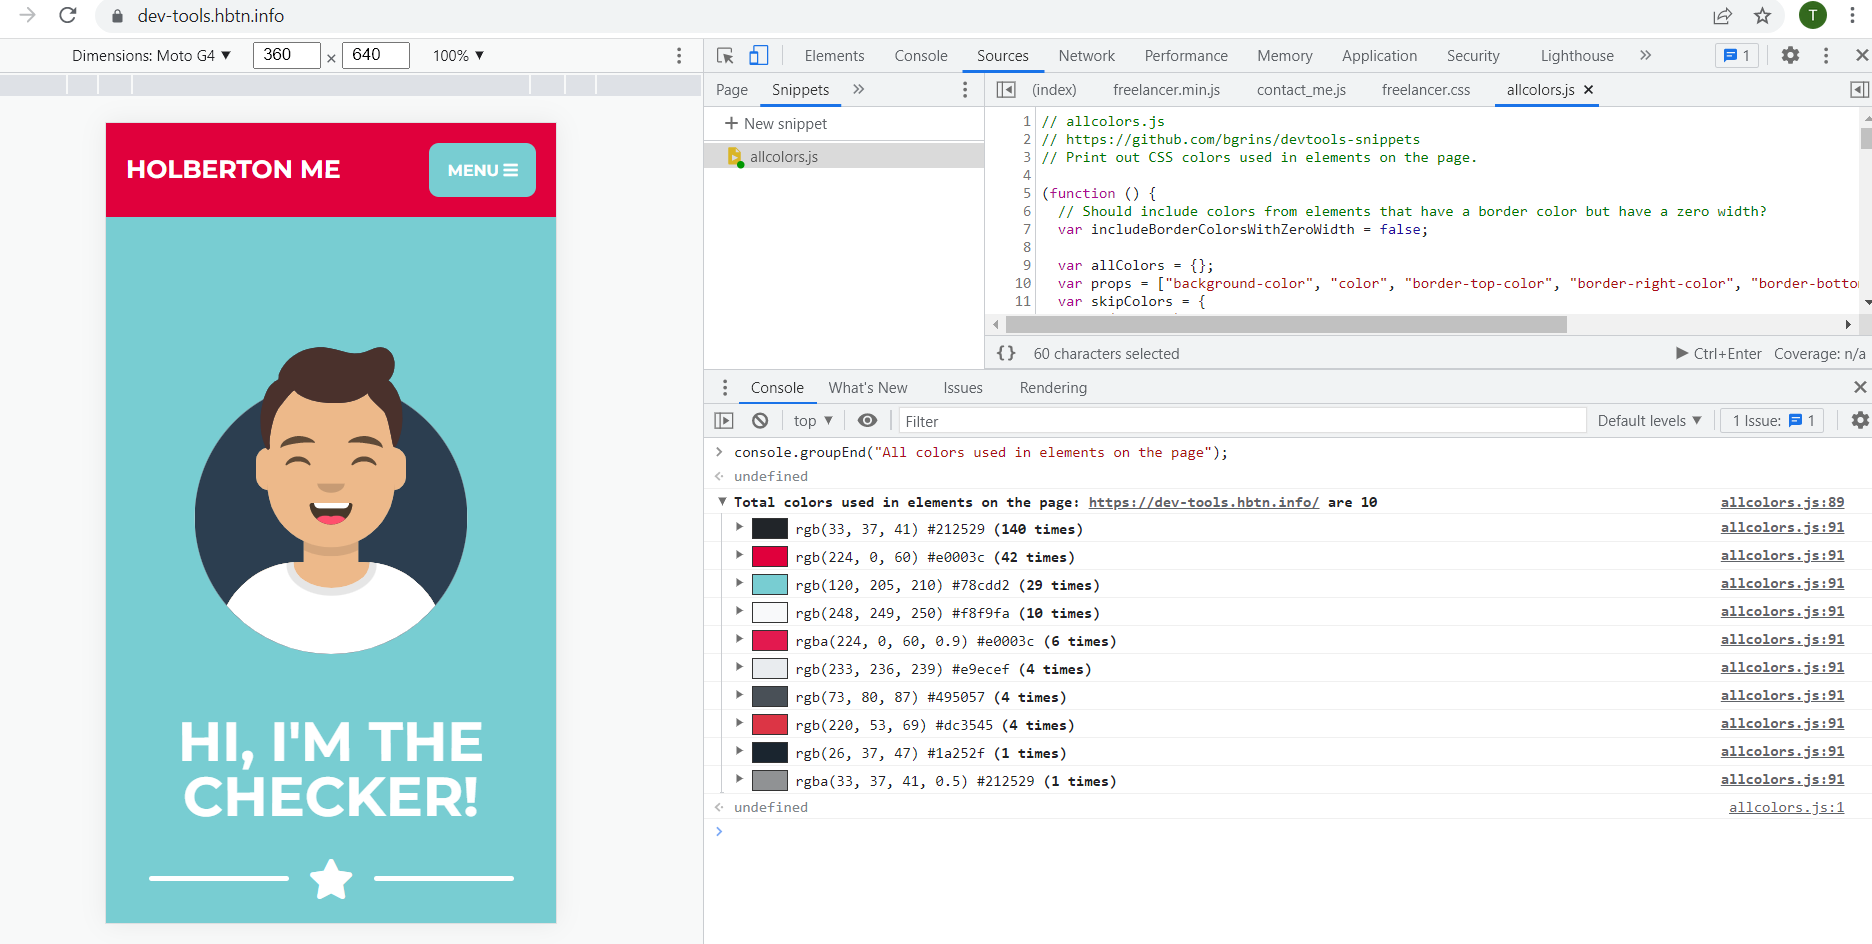 dev-tools.hbtn.info
T
Dimensions: Moto G4 ▼ 360 × 640 100% ▼
HOLBERTON ME
MENU
HI, I'M THE
CHECKER!
Elements Console Sources Network Performance Memory Application Security Lighthouse » 1
Page Snippets »
(index) freelancer.min.js contact_me.js freelancer.css allcolors.js ×
+ New snippet
allcolors.js
1 // allcolors.js
2 // https://github.com/bgrins/devtools-snippets
3 // Print out CSS colors used in elements on the page.
4
5 (function () {
6 // Should include colors from elements that have a border color but have a zero width?
7 var includeBorderColorsWithZeroWidth = false;
8
9 var allColors = {};
10 var props = ["background-color", "color", "border-top-color", "border-right-color", "border-bottom
11 var skipColors = {
{} 60 characters selected ▶ Ctrl+Enter Coverage: n/a
Console What's New Issues Rendering
top ▼ Filter Default levels ▼ 1 Issue: 1
> console.groupEnd("All colors used in elements on the page");
undefined
▼ Total colors used in elements on the page: https://dev-tools.hbtn.info/ are 10 allcolors.js:89
rgb(33, 37, 41) #212529 (140 times) allcolors.js:91
rgb(224, 0, 60) #e0003c (42 times) allcolors.js:91
rgb(120, 205, 210) #78cdd2 (29 times) allcolors.js:91
rgb(248, 249, 250) #f8f9fa (10 times) allcolors.js:91
rgba(224, 0, 60, 0.9) #e0003c (6 times) allcolors.js:91
rgb(233, 236, 239) #e9ecef (4 times) allcolors.js:91
rgb(73, 80, 87) #495057 (4 times) allcolors.js:91
rgb(220, 53, 69) #dc3545 (4 times) allcolors.js:91
rgb(26, 37, 47) #1a252f (1 times) allcolors.js:91
rgba(33, 37, 41, 0.5) #212529 (1 times) allcolors.js:91
undefined allcolors.js:1
>